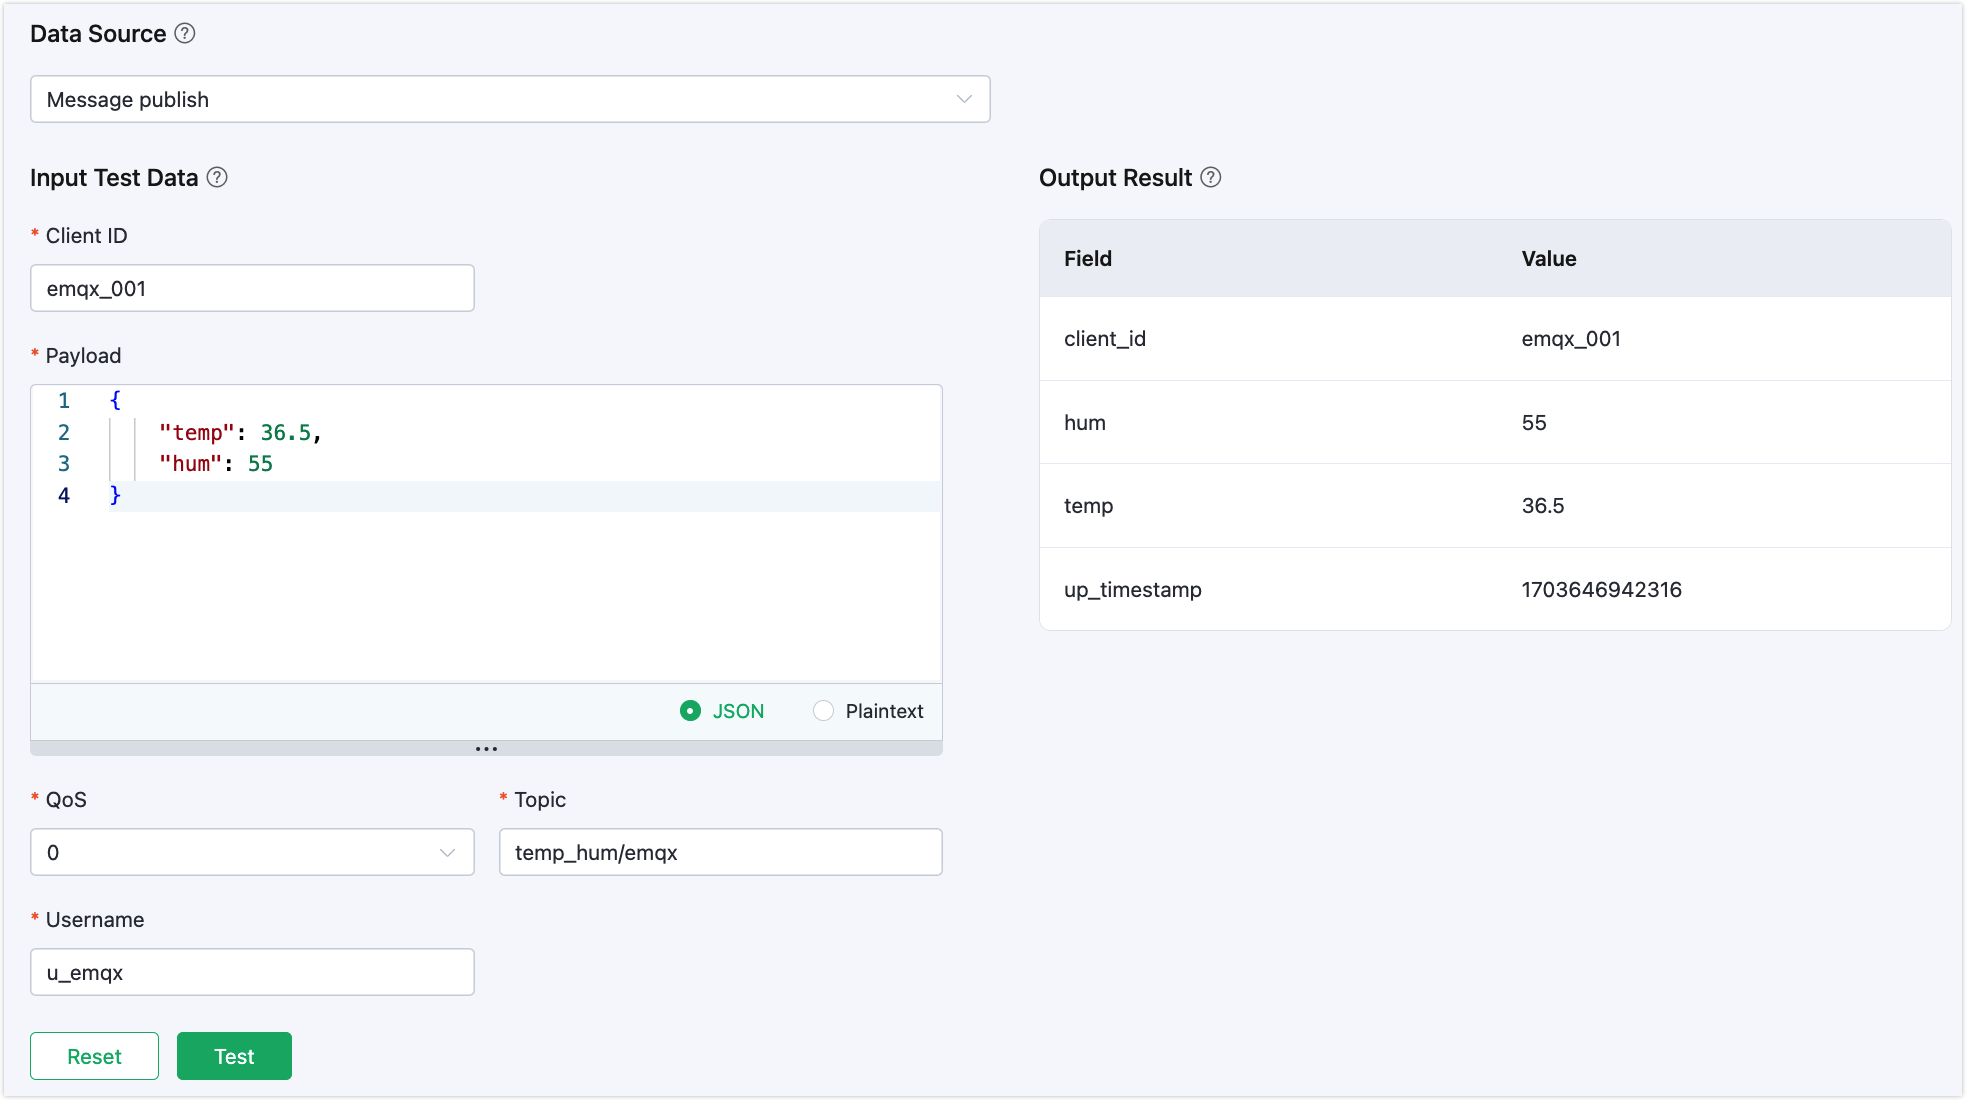 Data Source ?
Message publish
Input Test Data ?
* Client ID
emqx_001
* Payload
1 {
2 "temp": 36.5,
3 "hum": 55
4 }
JSON Plaintext
* QoS * Topic
0 temp_hum/emqx
* Username
u_emqx
Reset Test
Output Result ?
Field Value
client_id emqx_001
hum 55
temp 36.5
up_timestamp 1703646942316